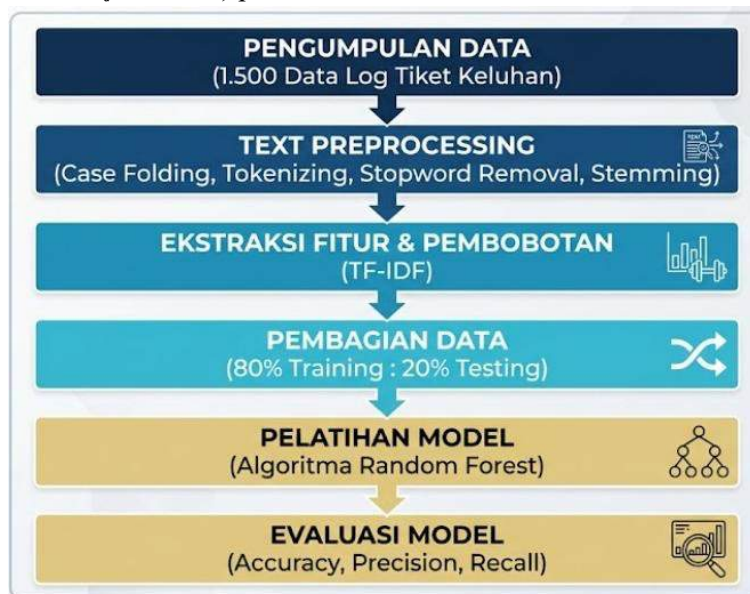 PENGUMPULAN DATA
(1.500 Data Log Tiket Keluhan)
TEXT PREPROCESSING
(Case Folding, Tokenizing, Stopword Removal, Stemming)
EKSTRAKSI FITUR & PEMBOBOTAN
(TF-IDF)
PEMBAGIAN DATA
(80% Training : 20% Testing)
PELATIHAN MODEL
(Algoritma Random Forest)
EVALUASI MODEL
(Accuracy, Precision, Recall)